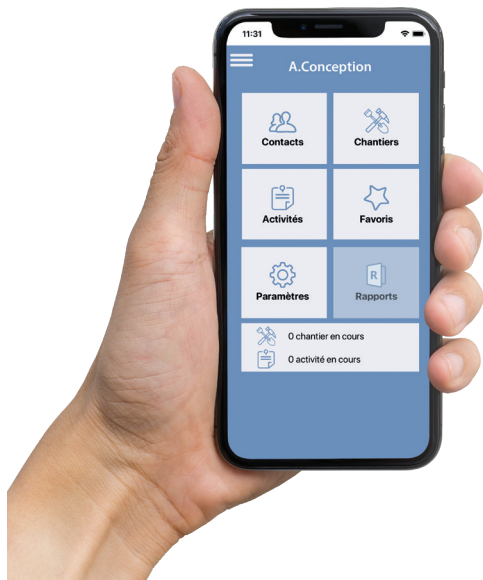 11:31
A.Conception
Contacts
Chantiers
Activités
Favoris
Paramètres
R
Rapports
0 chantier en cours
0 activité en cours